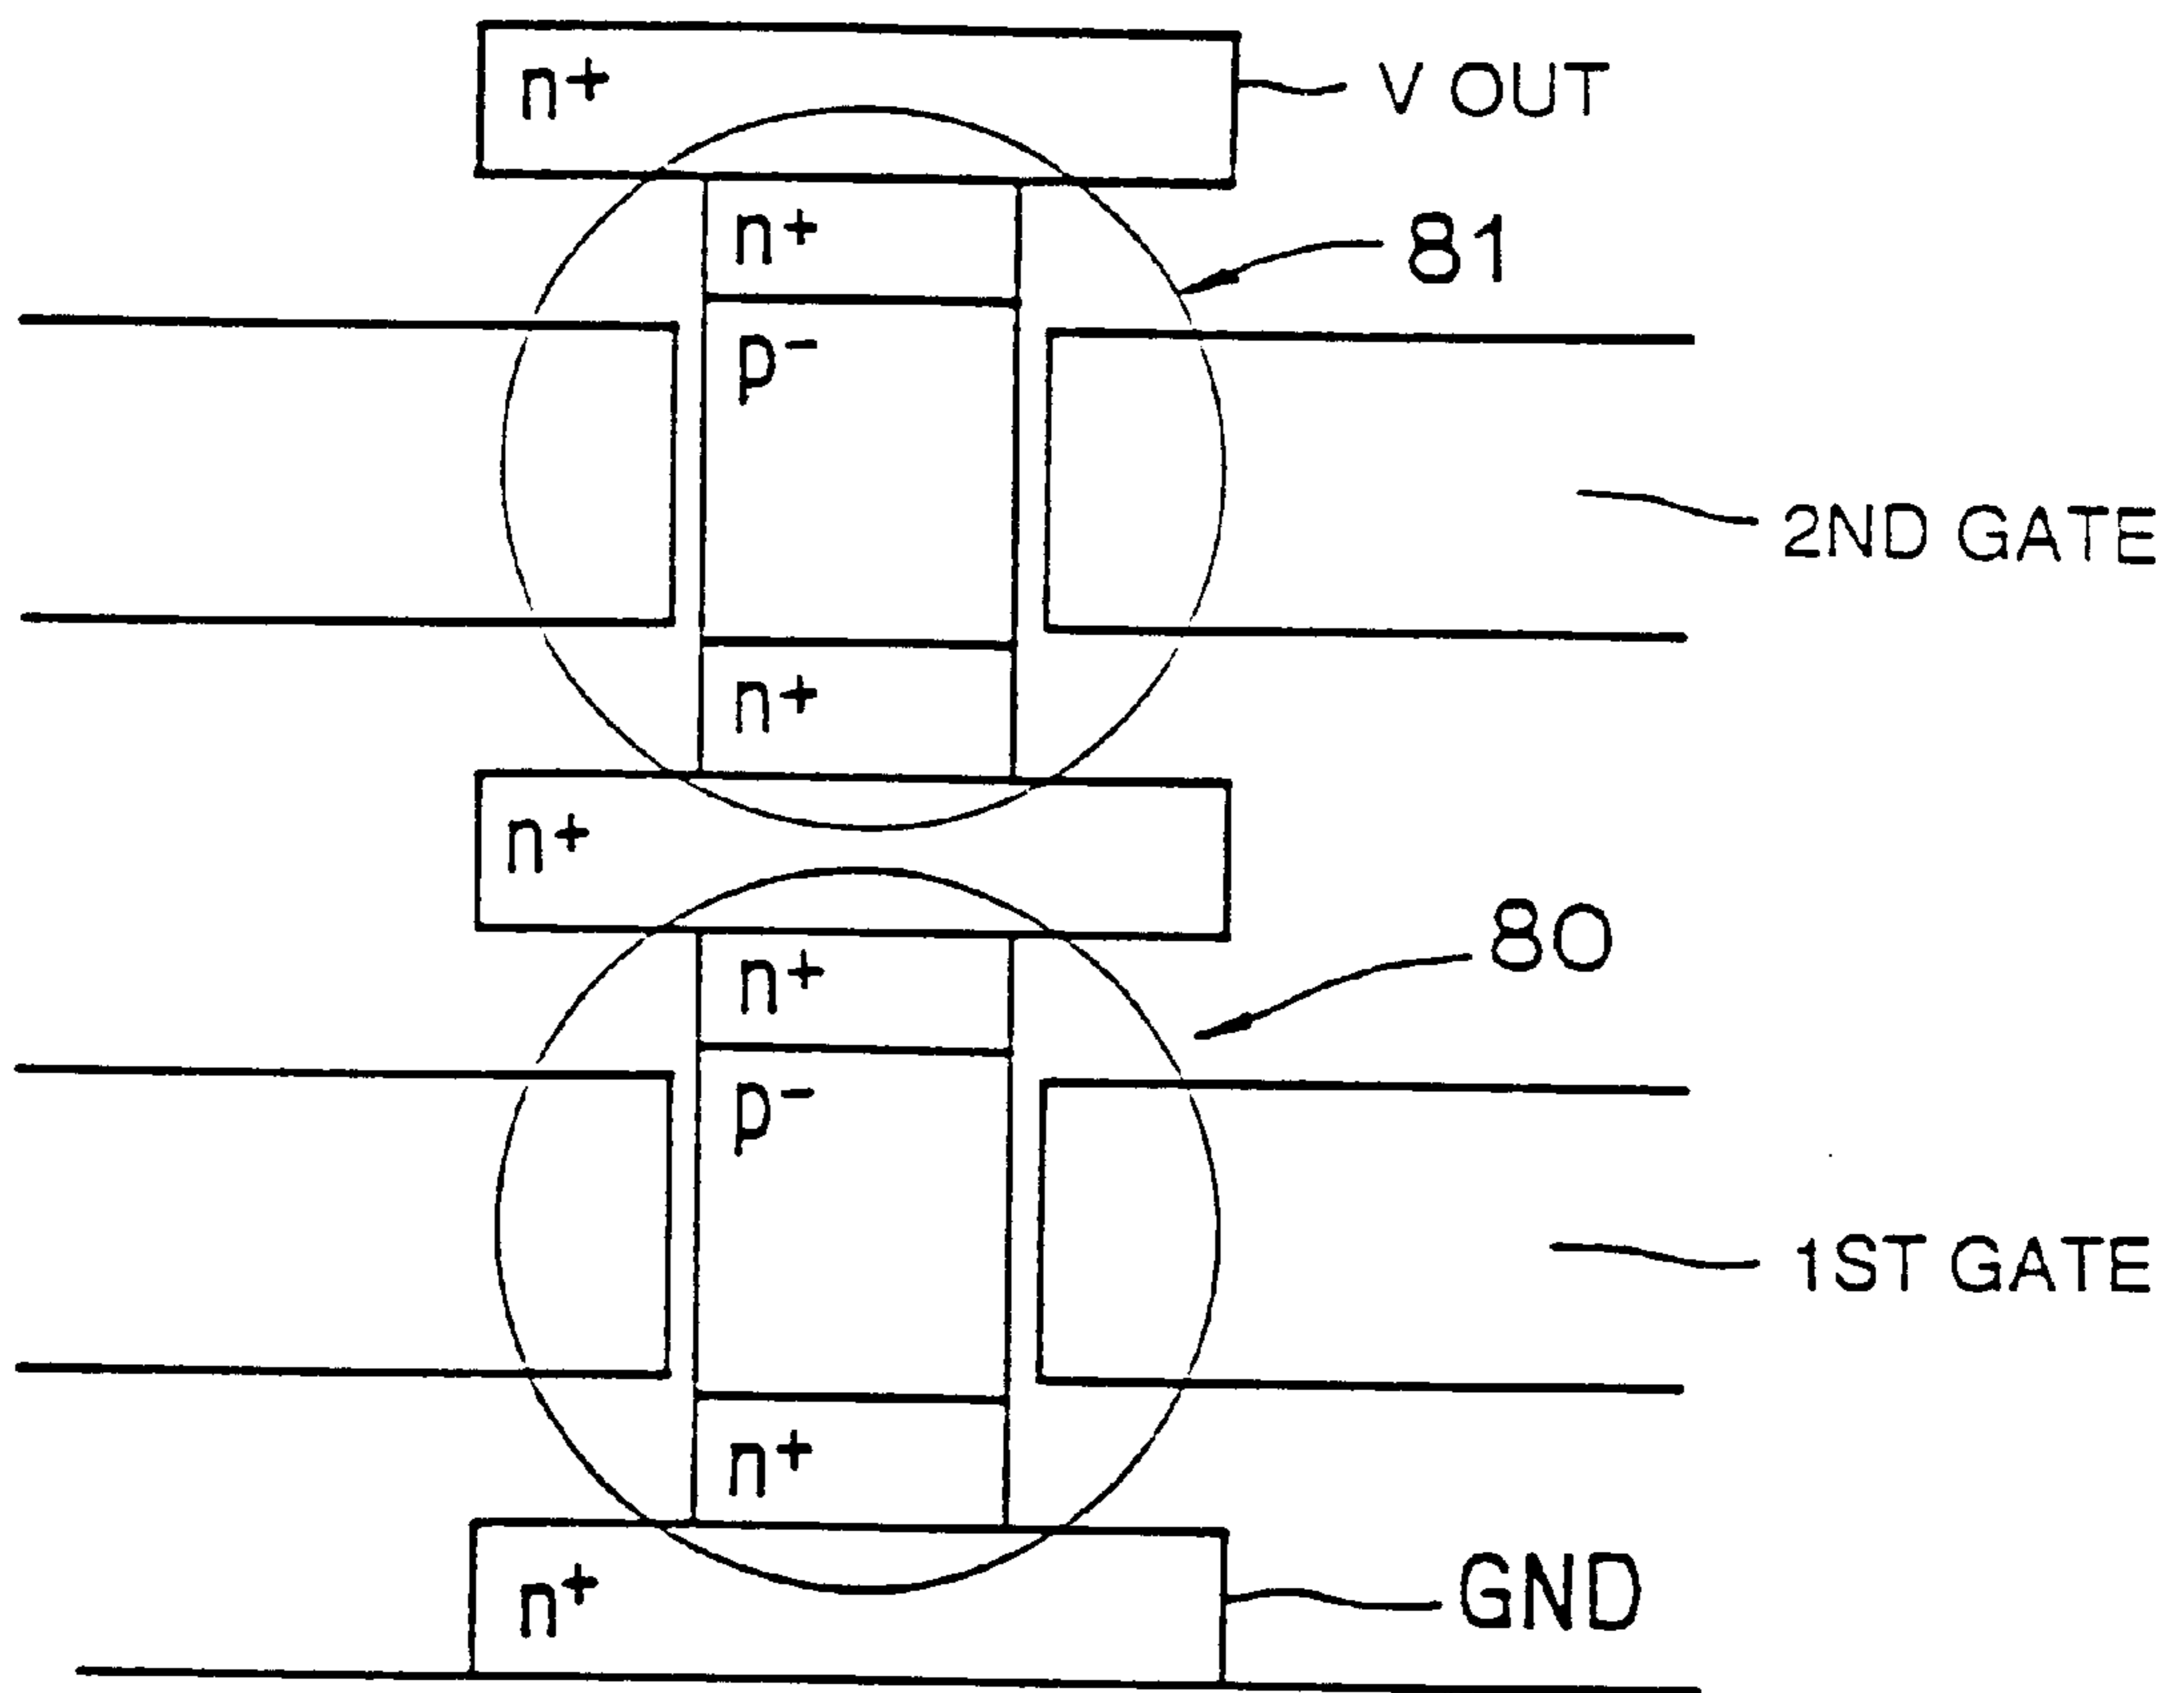 n+
V OUT
n+
81
p-
2ND GATE
n+
n+
80
n+
p-
1ST GATE
n+
n+
GND